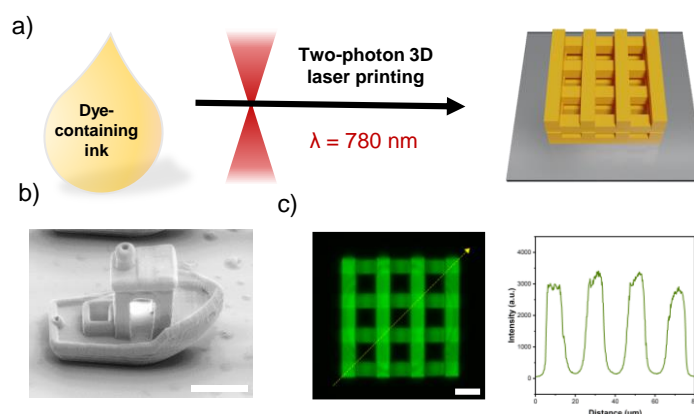 a)
Two-photon 3D
laser printing
Dye-
containing
ink
λ = 780 nm
b)
c)
Intensity (a.u.)
4000
3000
2000
1000
0
0
20
40
60
80
Distance (µm)